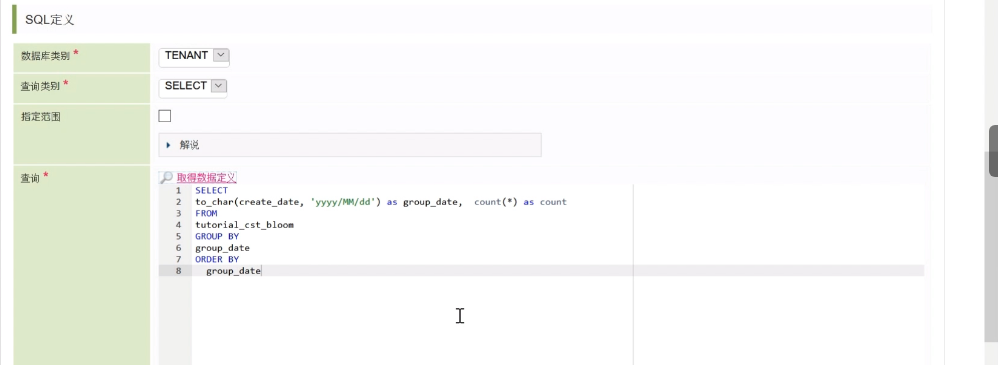 SQL定义
数据库类别 * TENANT
查询类别 * SELECT
指定范围
解说
查询 * 取得数据定义
1 SELECT
2 to_char(create_date, 'yyyy/MM/dd') as group_date,  count(*) as count
3 FROM
4 tutorial_cst_bloom
5 GROUP BY
6 group_date
7 ORDER BY
8   group_date